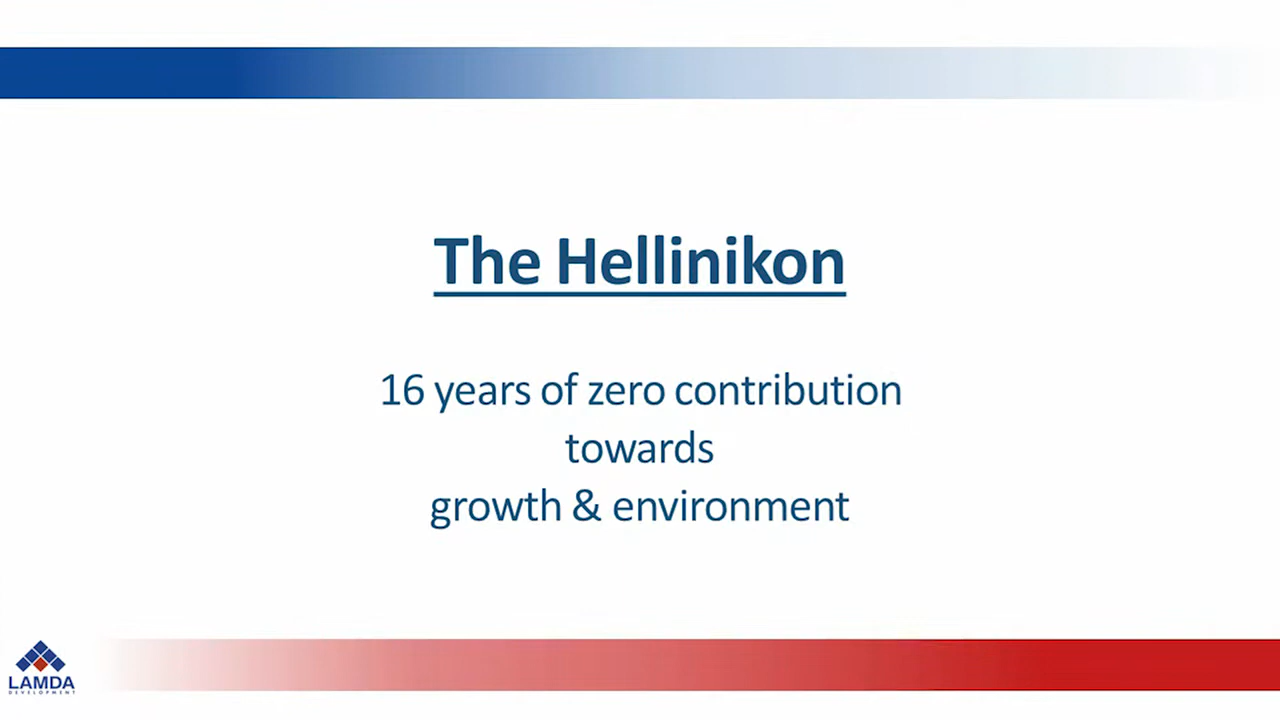 The Hellinikon
16 years of zero contribution
towards
growth & environment
LAMDA
DEVELOPMENT